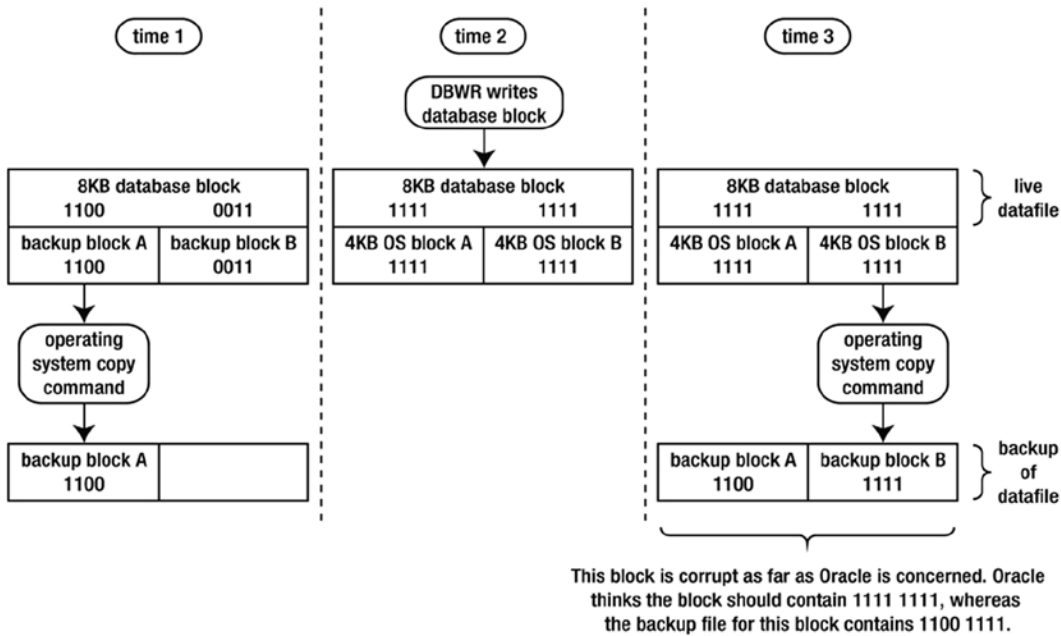 time 1
time 2
time 3
DBWR writes
database block
8KB database block
1100 0011
backup block A backup block B
1100 0011
operating
system copy
command
backup block A
1100
8KB database block
1111 1111
4KB OS block A 4KB OS block B
1111 1111
8KB database block
1111 1111
4KB OS block A 4KB OS block B
1111 1111
live
datafile
operating
system copy
command
backup block A backup block B
1100 1111
backup
of
datafile
This block is corrupt as far as Oracle is concerned. Oracle
thinks the block should contain 1111 1111, whereas
the backup file for this block contains 1100 1111.